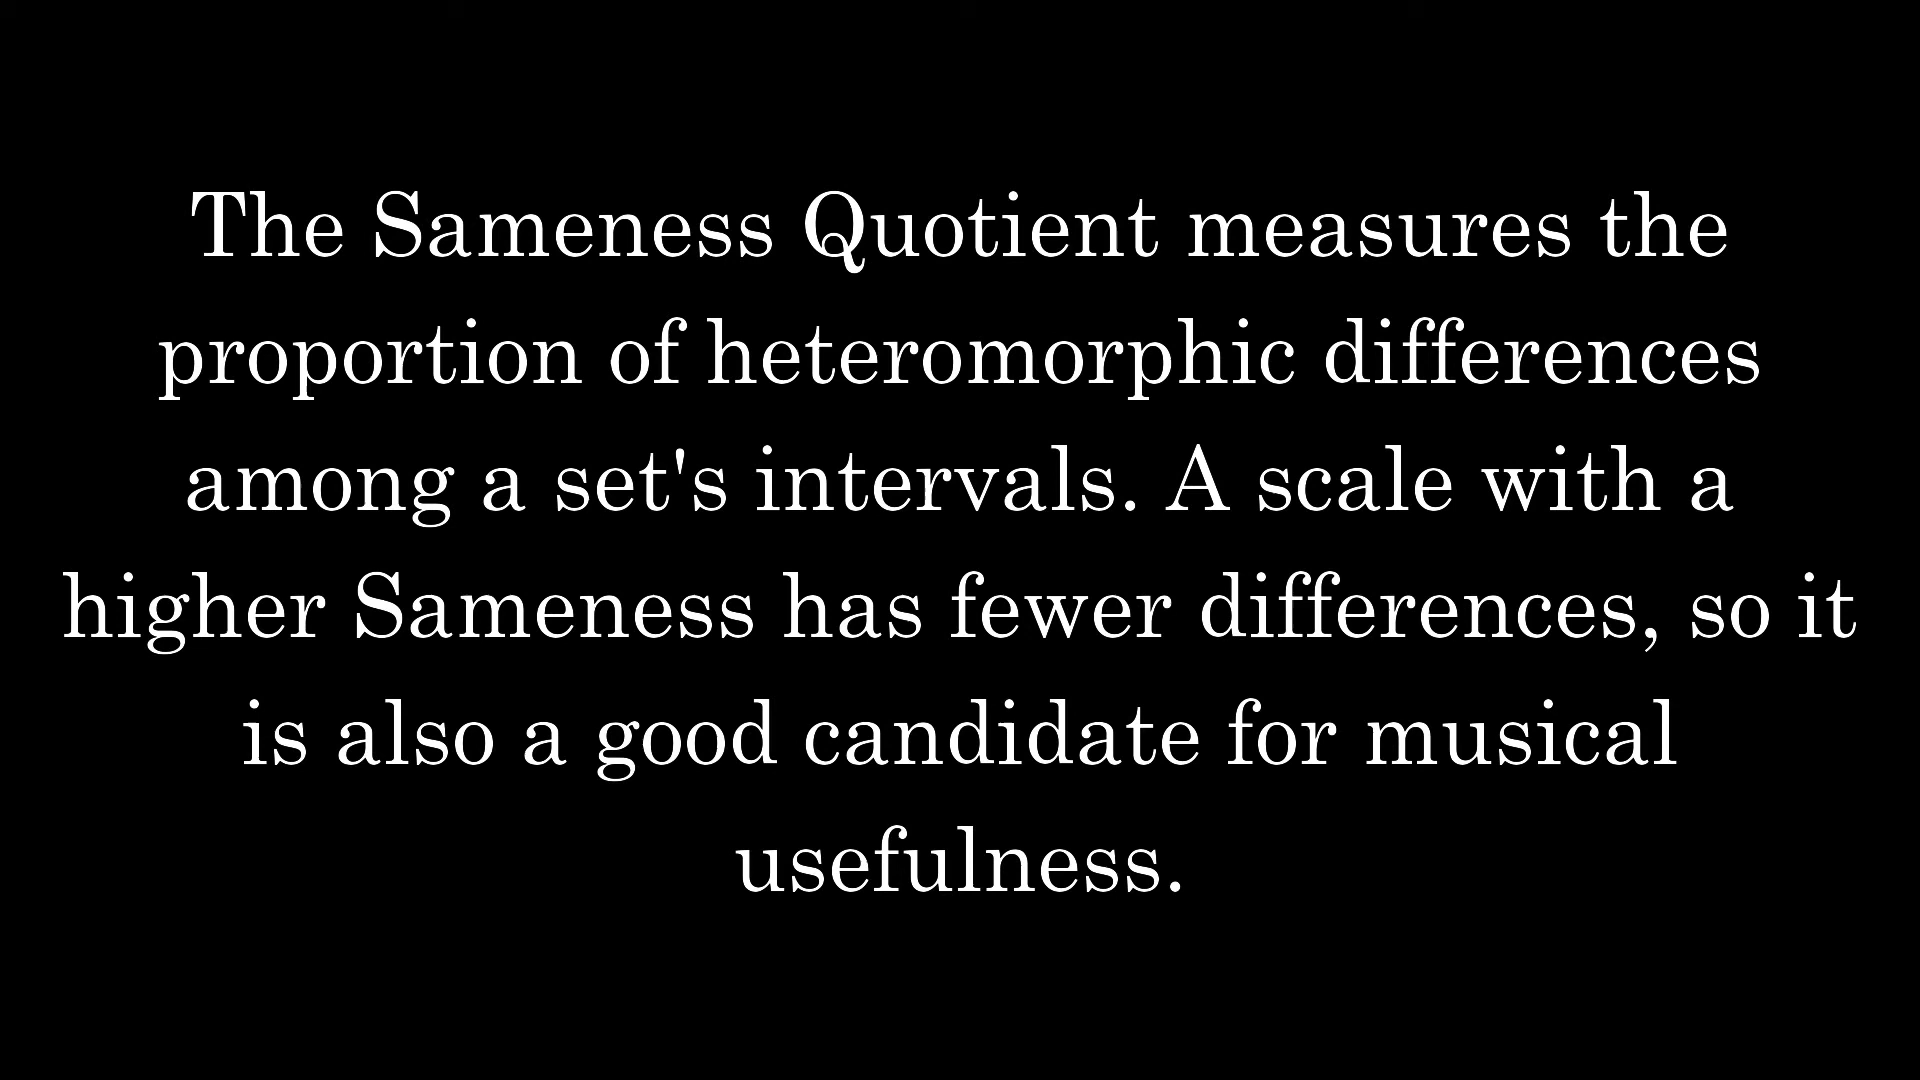 The Sameness Quotient measures the
proportion of heteromorphic differences
among a set's intervals. A scale with a
higher Sameness has fewer differences, so it
is also a good candidate for musical
usefulness.